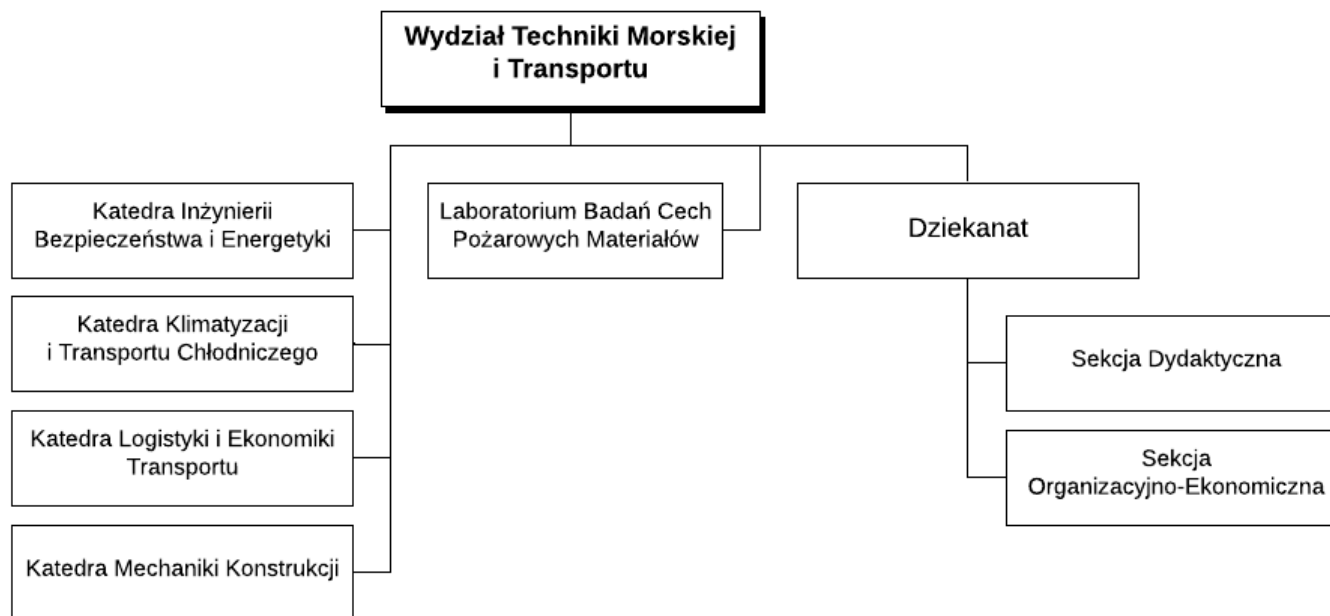 Wydział Techniki Morskiej
i Transportu
Katedra Inżynierii
Bezpieczeństwa i Energetyki
Katedra Klimatyzacji
i Transportu Chłodniczego
Katedra Logistyki i Ekonomiki
Transportu
Katedra Mechaniki Konstrukcji
Laboratorium Badań Cech
Pożarowych Materiałów
Dziekanat
Sekcja Dydaktyczna
Sekcja
Organizacyjno-Ekonomiczna